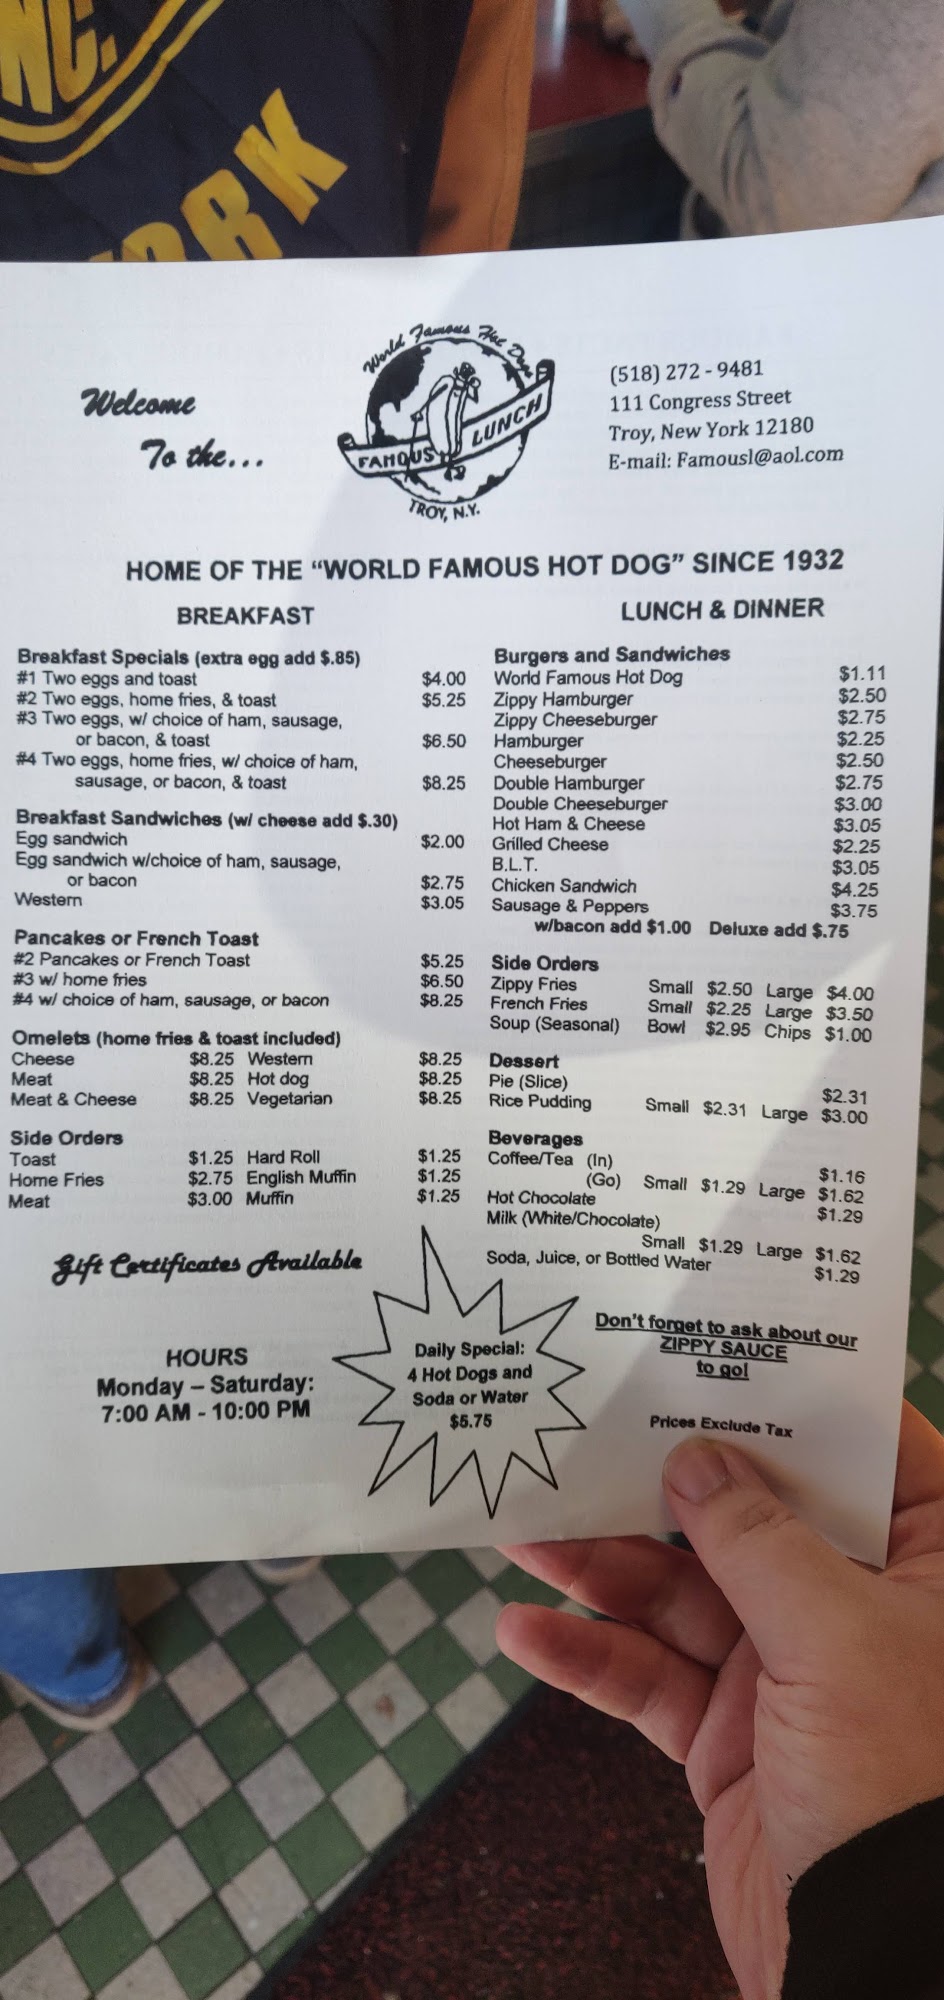 NC.
ORK
Welcome
To the...
World Famous Hot Dogs
FAMOUS LUNCH
TROY, N.Y.
(518) 272 - 9481
111 Congress Street
Troy, New York 12180
E-mail: Famousl@aol.com
HOME OF THE “WORLD FAMOUS HOT DOG” SINCE 1932
BREAKFAST
Breakfast Specials (extra egg add $.85)
#1 Two eggs and toast $4.00
#2 Two eggs, home fries, & toast $5.25
#3 Two eggs, w/ choice of ham, sausage,
or bacon, & toast $6.50
#4 Two eggs, home fries, w/ choice of ham,
sausage, or bacon, & toast $8.25
Breakfast Sandwiches (w/ cheese add $.30)
Egg sandwich $2.00
Egg sandwich w/choice of ham, sausage,
or bacon $2.75
Western $3.05
Pancakes or French Toast
#2 Pancakes or French Toast $5.25
#3 w/ home fries $6.50
#4 w/ choice of ham, sausage, or bacon $8.25
Omelets (home fries & toast included)
Cheese $8.25 Western $8.25
Meat $8.25 Hot dog $8.25
Meat & Cheese $8.25 Vegetarian $8.25
Side Orders
Toast $1.25 Hard Roll $1.25
Home Fries $2.75 English Muffin $1.25
Meat $3.00 Muffin $1.25
Gift Certificates Available
HOURS
Monday – Saturday:
7:00 AM - 10:00 PM
LUNCH & DINNER
Burgers and Sandwiches
World Famous Hot Dog $1.11
Zippy Hamburger $2.50
Zippy Cheeseburger $2.75
Hamburger $2.25
Cheeseburger $2.50
Double Hamburger $2.75
Double Cheeseburger $3.00
Hot Ham & Cheese $3.05
Grilled Cheese $2.25
B.L.T. $3.05
Chicken Sandwich $4.25
Sausage & Peppers $3.75
w/bacon add $1.00 Deluxe add $.75
Side Orders
Zippy Fries Small $2.50 Large $4.00
French Fries Small $2.25 Large $3.50
Soup (Seasonal) Bowl $2.95 Chips $1.00
Dessert
Pie (Slice) $2.31
Rice Pudding Small $2.31 Large $3.00
Beverages
Coffee/Tea (In) $1.16
(Go) Small $1.29 Large $1.62
Hot Chocolate $1.29
Milk (White/Chocolate)
Small $1.29 Large $1.62
Soda, Juice, or Bottled Water $1.29
Daily Special:
4 Hot Dogs and
Soda or Water
$5.75
Don't forget to ask about our
ZIPPY SAUCE
to go!
Prices Exclude Tax